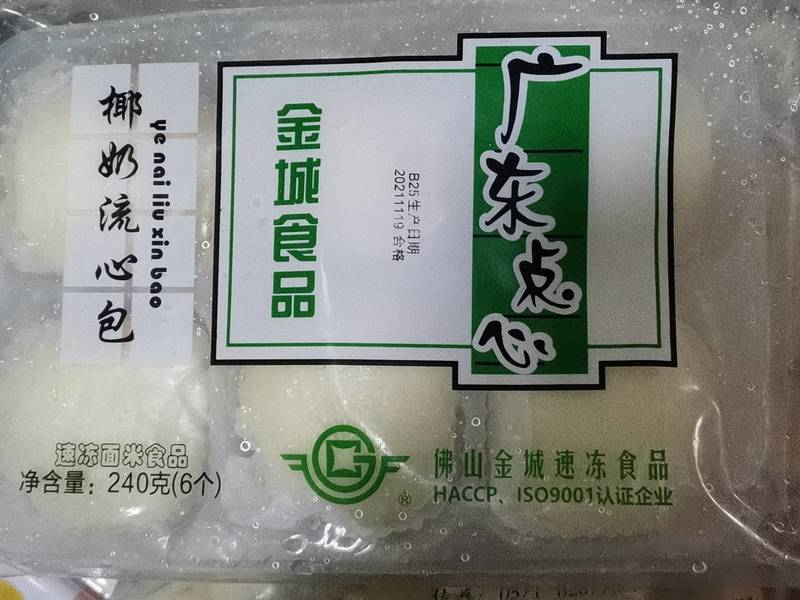 广东点心
B25 生产日期
20211119 合格
金城食品
ye nai liu xin bao
椰奶流心包
速冻面米食品
净含量：240克(6个)
佛山金城速冻食品
HACCP、ISO9001认证企业
®